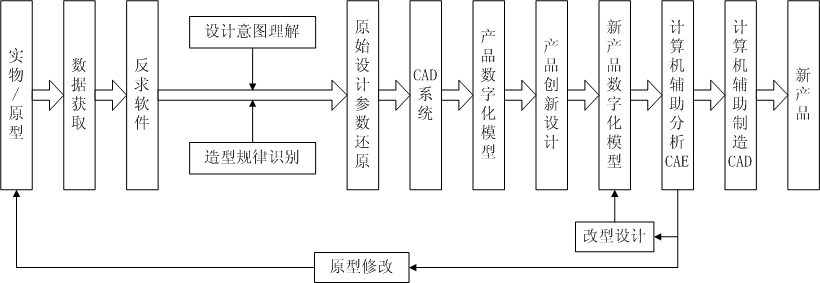 实物/原型
数据获取
反求软件
设计意图理解
造型规律识别
原始设计参数还原
CAD系统
产品数字化模型
产品创新设计
新产品数字化模型
计算机辅助分析CAE
计算机辅助制造CAD
新产品
改型设计
原型修改